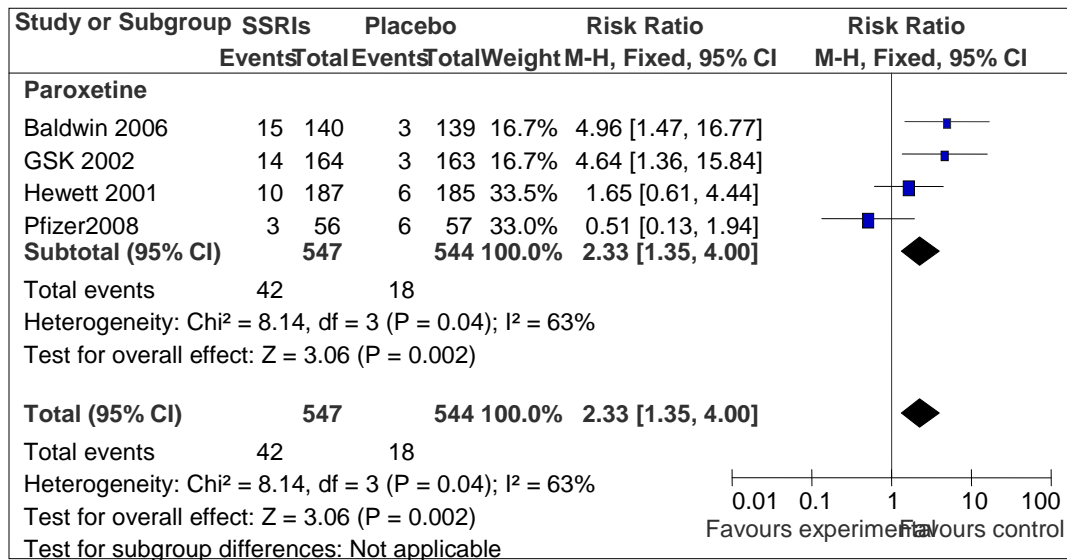 Study or Subgroup SSRIs Placebo Risk Ratio Risk Ratio
Events Total Events Total Weight M-H, Fixed, 95% CI M-H, Fixed, 95% CI
Paroxetine
Baldwin 2006 15 140 3 139 16.7% 4.96 [1.47, 16.77]
GSK 2002 14 164 3 163 16.7% 4.64 [1.36, 15.84]
Hewett 2001 10 187 6 185 33.5% 1.65 [0.61, 4.44]
Pfizer2008 3 56 6 57 33.0% 0.51 [0.13, 1.94]
Subtotal (95% CI) 547 544 100.0% 2.33 [1.35, 4.00]
Total events 42 18
Heterogeneity: Chi² = 8.14, df = 3 (P = 0.04); I² = 63%
Test for overall effect: Z = 3.06 (P = 0.002)
Total (95% CI) 547 544 100.0% 2.33 [1.35, 4.00]
Total events 42 18
Heterogeneity: Chi² = 8.14, df = 3 (P = 0.04); I² = 63%
0.01 0.1 1 10 100
Test for overall effect: Z = 3.06 (P = 0.002)
Favours experimental Favours control
Test for subgroup differences: Not applicable